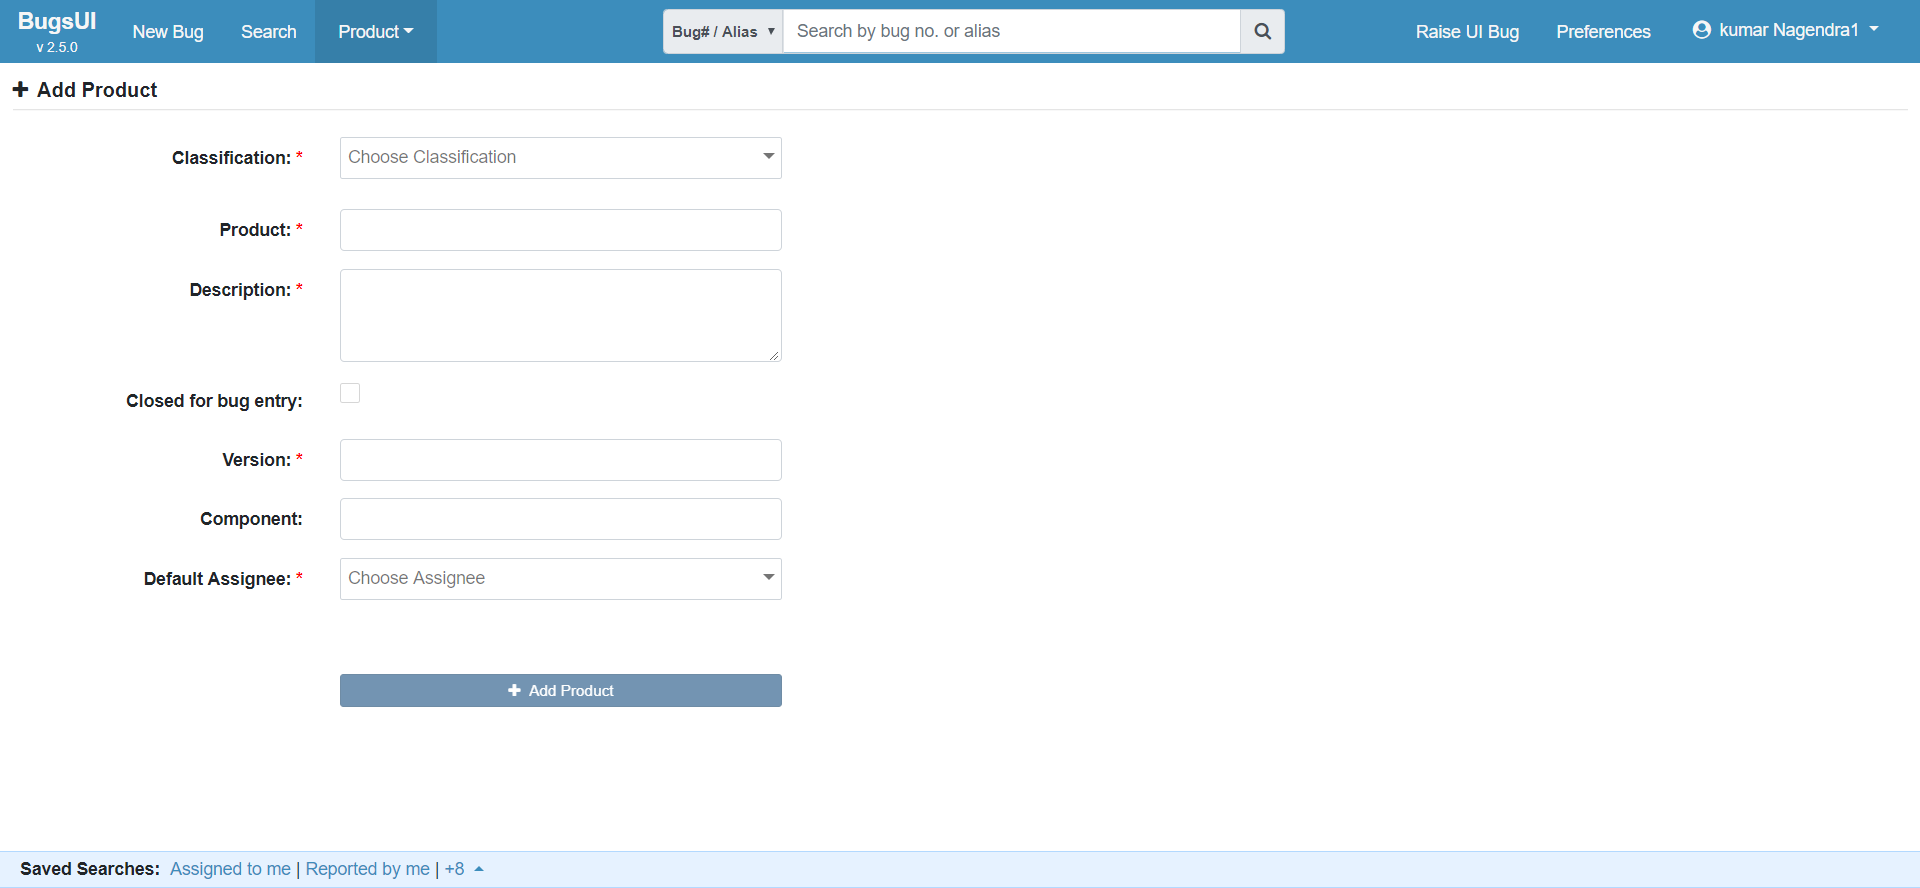 BugsUI
v 2.5.0
New Bug
Search
Product
Bug# / Alias
Search by bug no. or alias
Raise UI Bug
Preferences
kumar Nagendra1
Add Product
Classification: *
Choose Classification
Product: *
Description: *
Closed for bug entry:
Version: *
Component:
Default Assignee: *
Choose Assignee
Add Product
Saved Searches: Assigned to me | Reported by me | +8